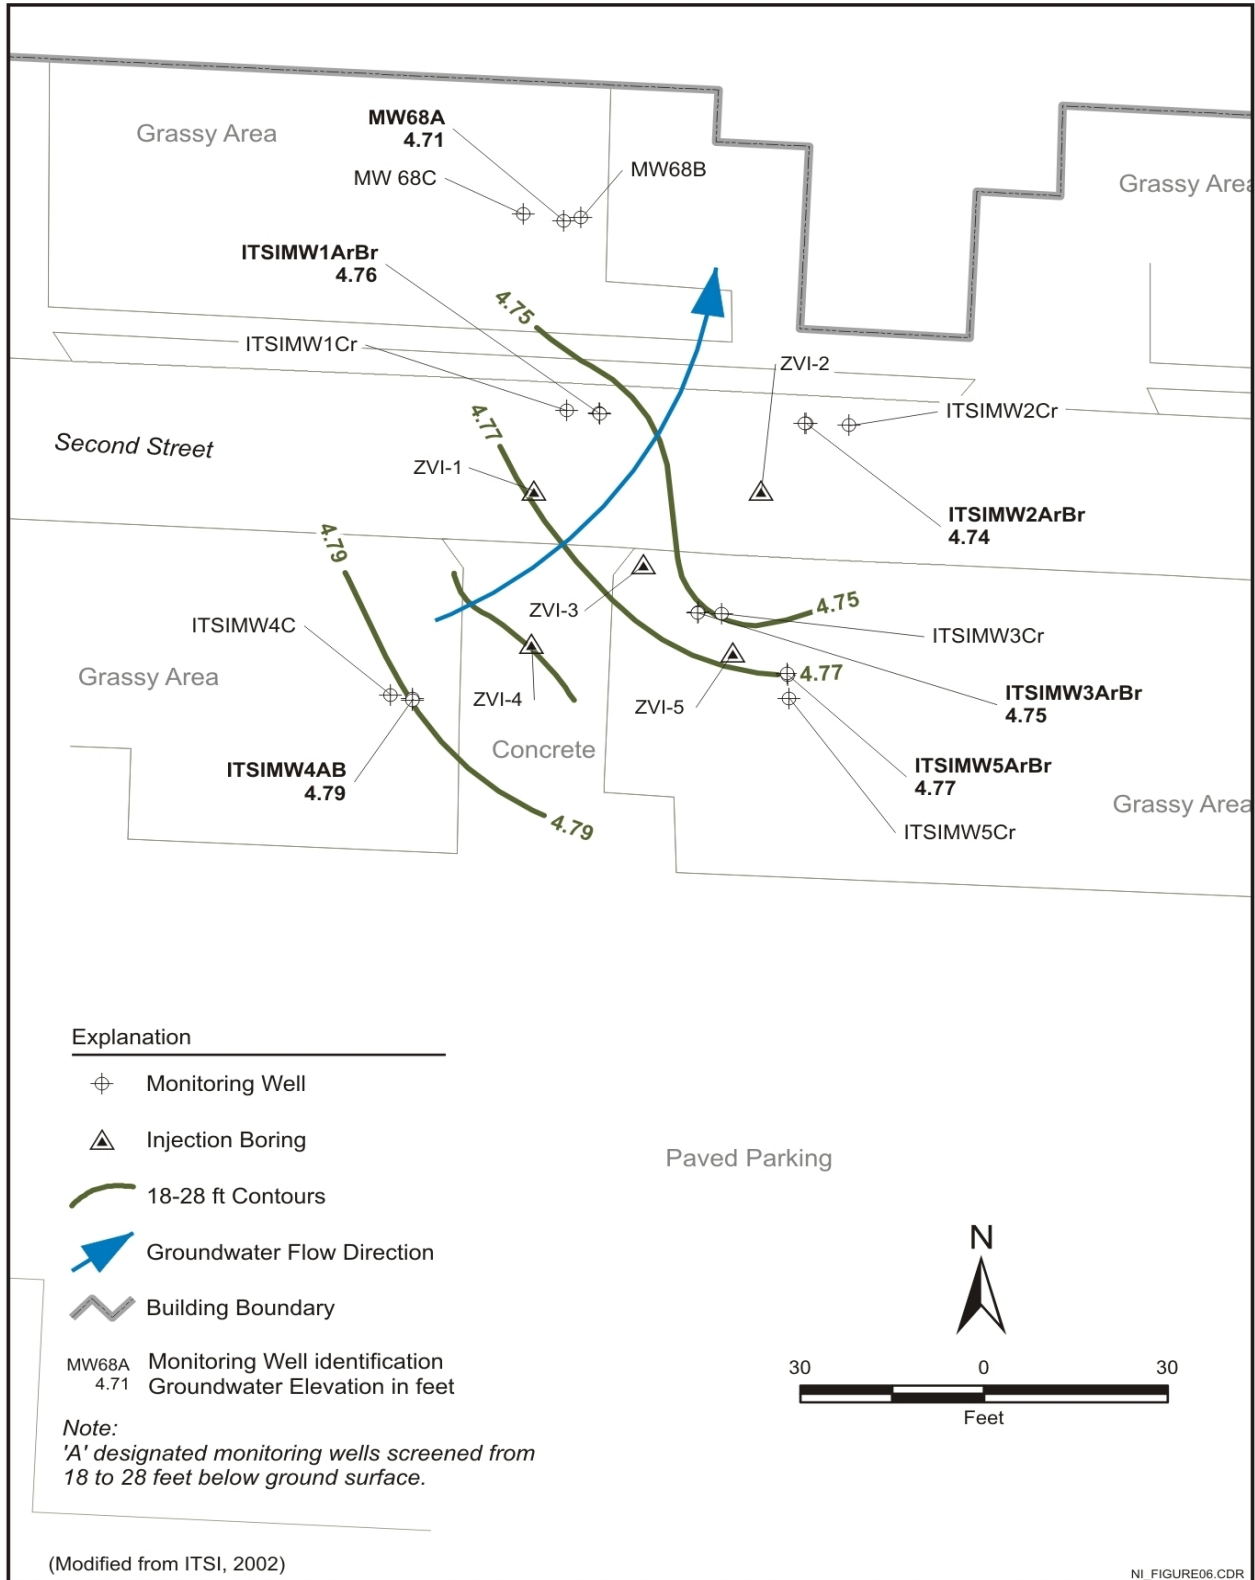 Grassy Area
MW68A
4.71
MW 68C
MW68B
Grassy Area
ITSIMW1ArBr
4.76
4.75
ITSIMW1Cr
ZVI-2
4.77
ITSIMW2Cr
Second Street
ZVI-1
ITSIMW2ArBr
4.74
4.79
ZVI-3
4.75
ITSIMW4C
ITSIMW3Cr
Grassy Area
4.77
ZVI-4
ZVI-5
ITSIMW3ArBr
4.75
Concrete
ITSIMW4AB
4.79
ITSIMW5ArBr
4.77
Grassy Area
4.79
ITSIMW5Cr
Explanation
Monitoring Well
Injection Boring
18-28 ft Contours
Groundwater Flow Direction
Building Boundary
MW68A
4.71
Monitoring Well identification
Groundwater Elevation in feet
Note:
'A' designated monitoring wells screened from
18 to 28 feet below ground surface.
Paved Parking
N
30 0 30
Feet
(Modified from ITSI, 2002)
NI_FIGURE06.CDR